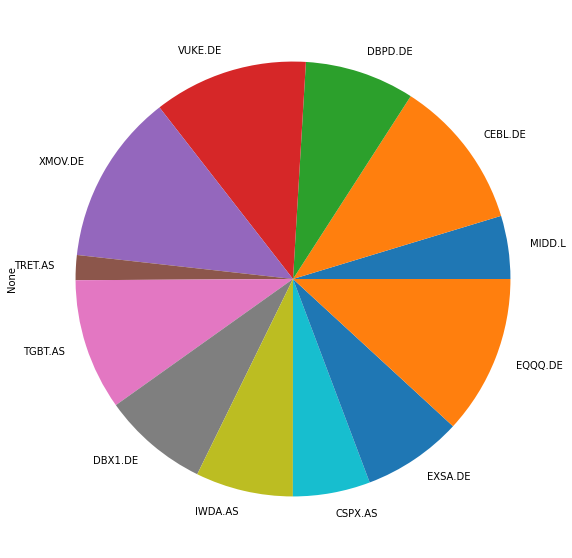 VUKE.DE
DBPD.DE
CEBL.DE
XMOV.DE
MIDD.L
TRET.AS
None
TGBT.AS
EQQQ.DE
DBX1.DE
EXSA.DE
IWDA.AS
CSPX.AS